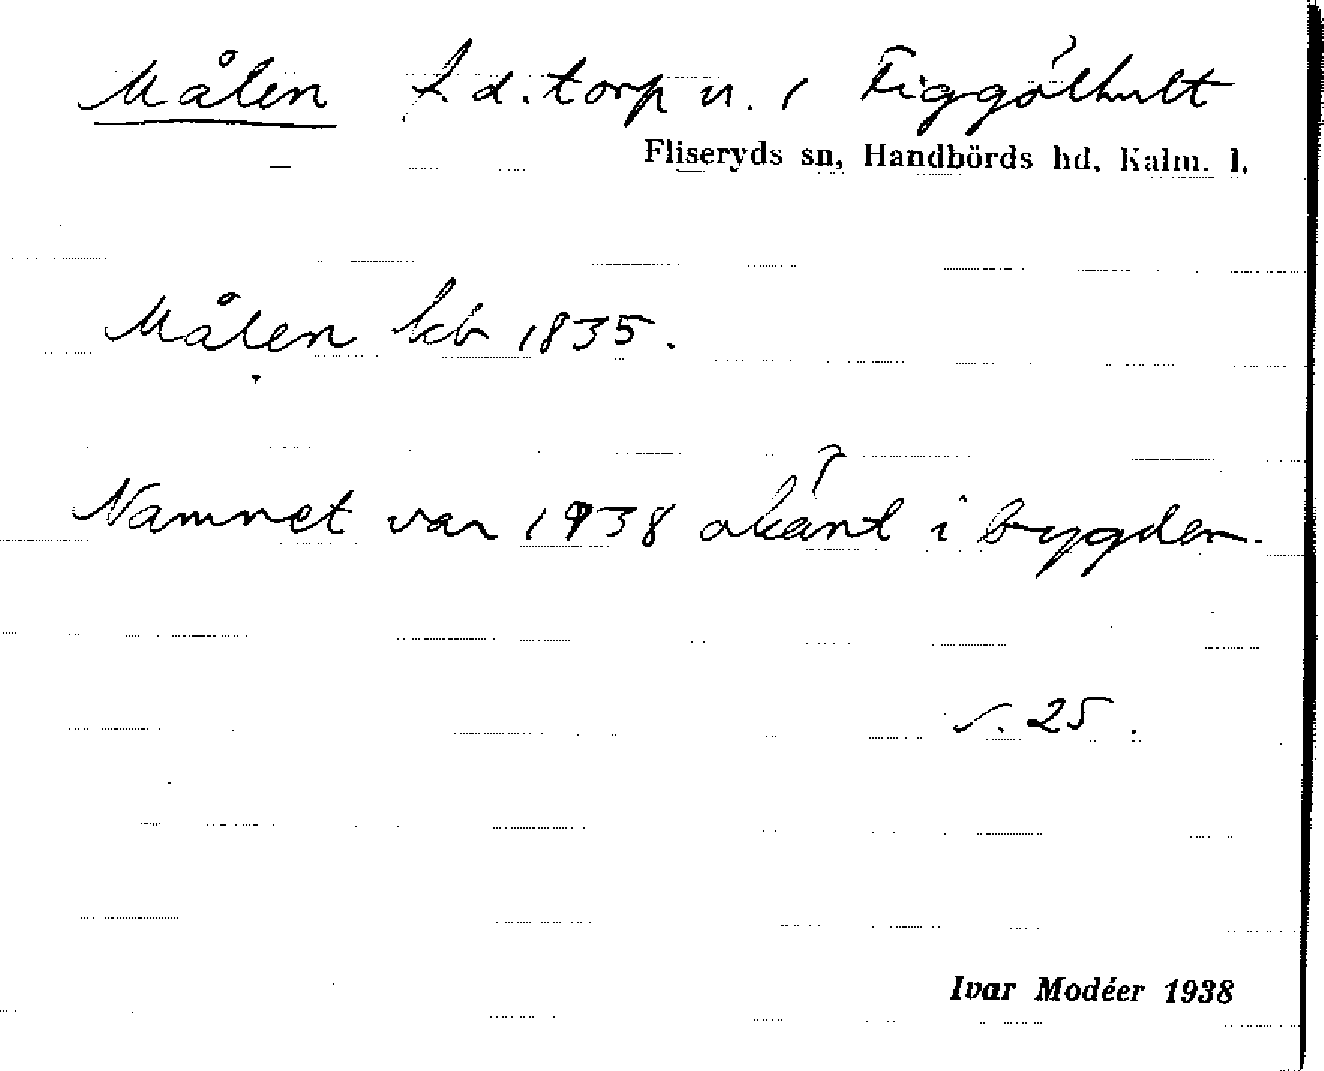 Målen f. d. torp u. 1 Figgölhult
Fliseryds sn, Handbörds hd, Kalm. l.
Målen kb 1835.
Namnet var 1938 okänt i bygden.
s. 25.
Ivar Modéer 1938